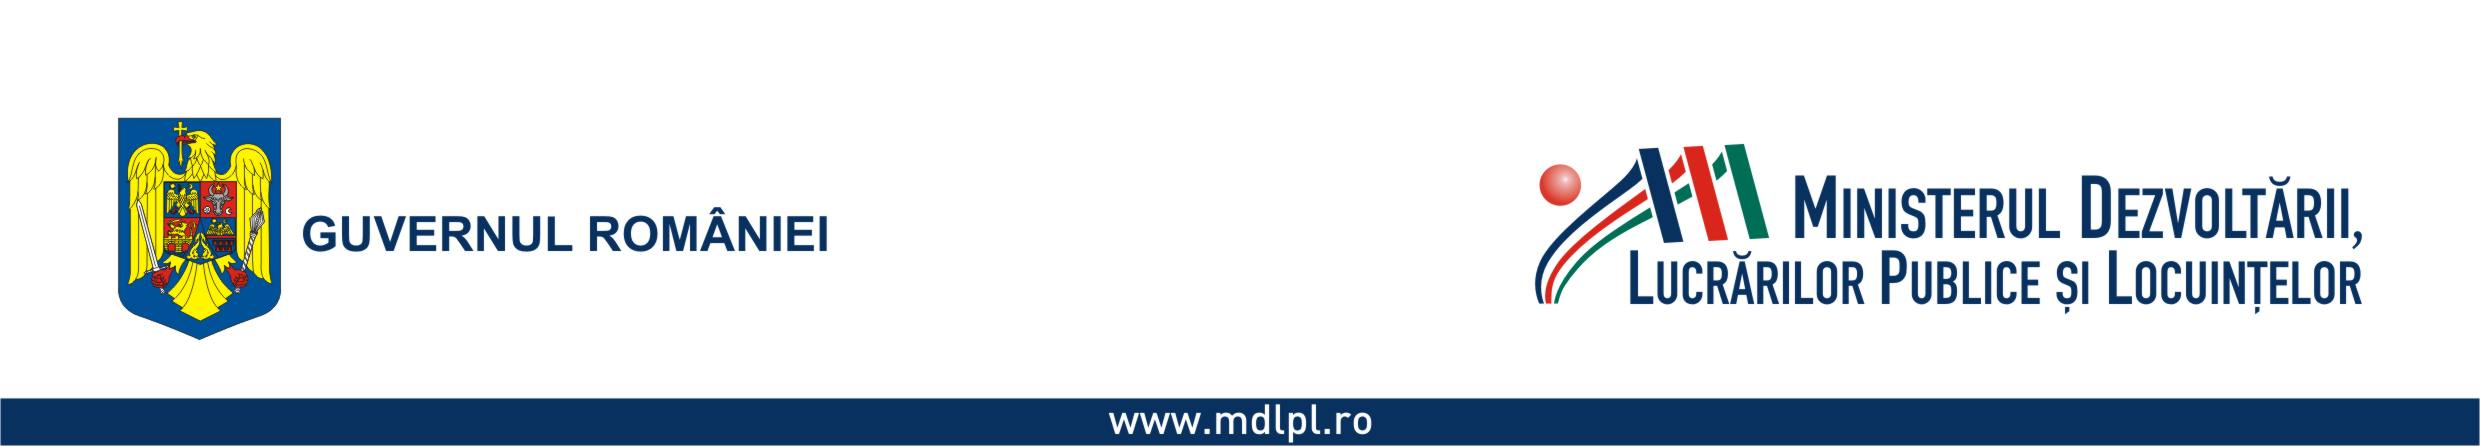 GUVERNUL ROMÂNIEI
MINISTERUL DEZVOLTĂRII,
LUCRĂRILOR PUBLICE ȘI LOCUINȚELOR
www.mdlpl.ro